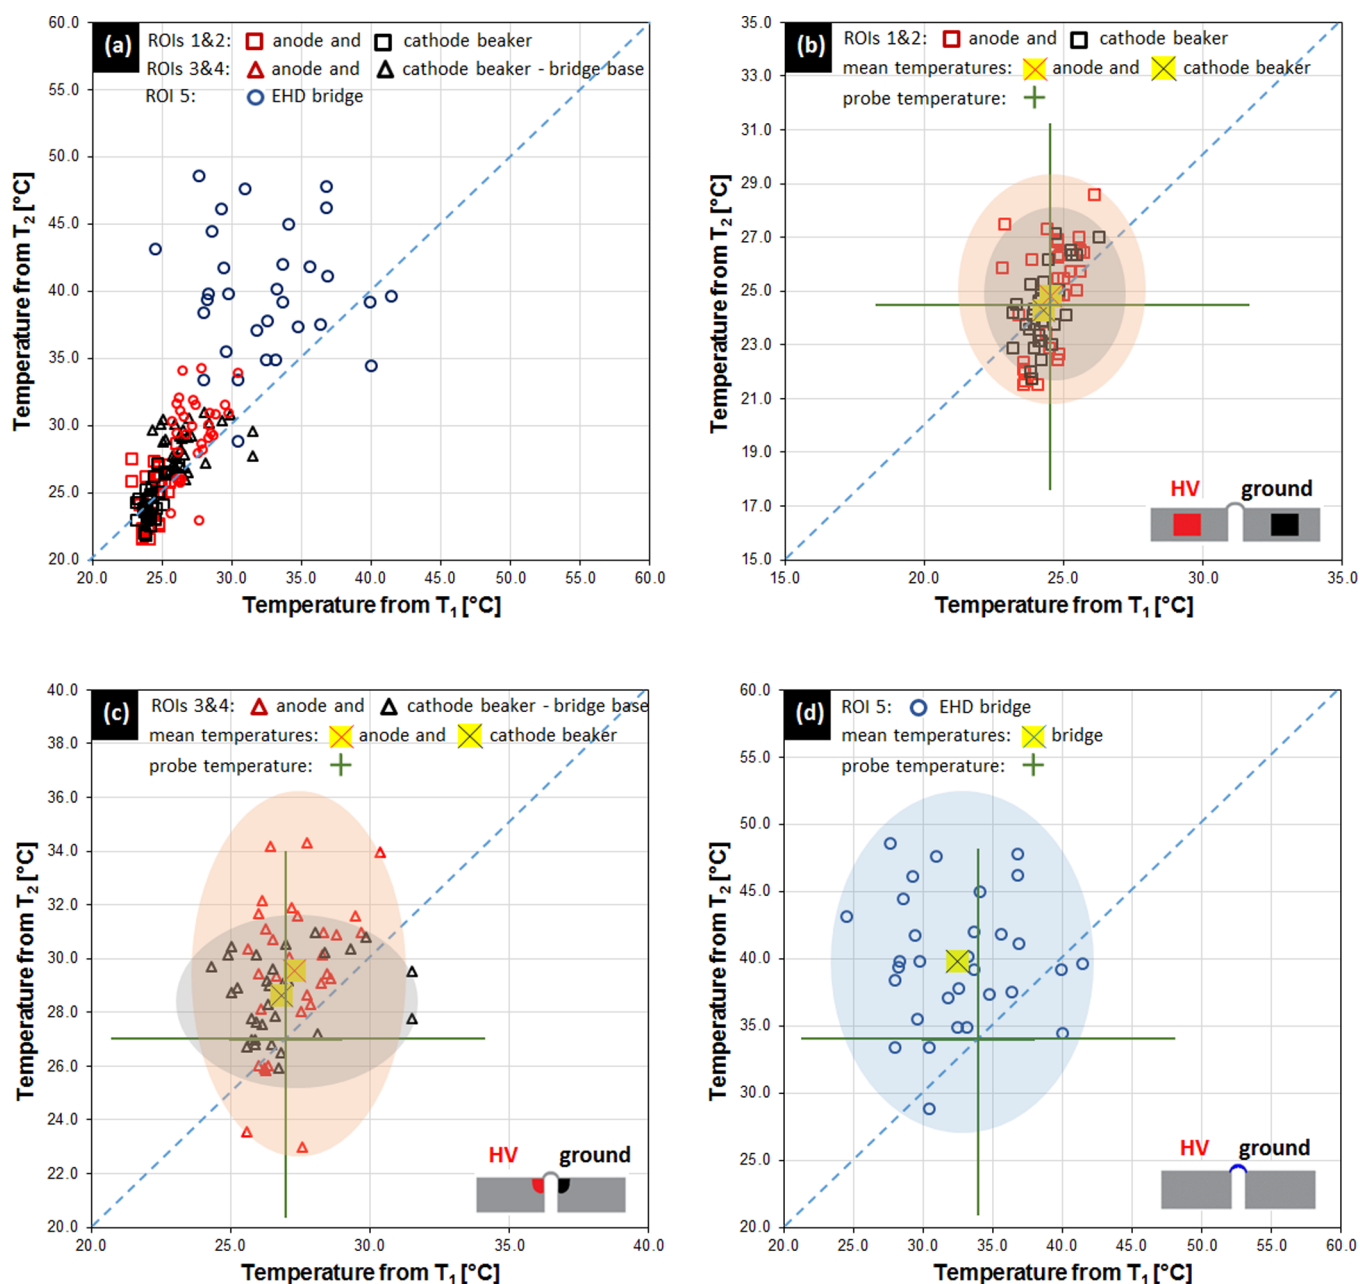 (a)
ROIs 1&2: anode and cathode beaker
ROIs 3&4: anode and cathode beaker - bridge base
ROI 5: EHD bridge
60.0
55.0
50.0
45.0
40.0
35.0
30.0
25.0
20.0
20.0 25.0 30.0 35.0 40.0 45.0 50.0 55.0 60.0
Temperature from T2 [°C]
Temperature from T1 [°C]
(b)
ROIs 1&2: anode and cathode beaker
mean temperatures: anode and cathode beaker
probe temperature:
35.0
33.0
31.0
29.0
27.0
25.0
23.0
21.0
19.0
17.0
15.0
15.0 20.0 25.0 30.0 35.0
Temperature from T2 [°C]
Temperature from T1 [°C]
HV ground
(c)
ROIs 3&4: anode and cathode beaker - bridge base
mean temperatures: anode and cathode beaker
probe temperature:
40.0
38.0
36.0
34.0
32.0
30.0
28.0
26.0
24.0
22.0
20.0
20.0 25.0 30.0 35.0 40.0
Temperature from T2 [°C]
Temperature from T1 [°C]
HV ground
(d)
ROI 5: EHD bridge
mean temperatures: bridge
probe temperature:
60.0
55.0
50.0
45.0
40.0
35.0
30.0
25.0
20.0
20.0 25.0 30.0 35.0 40.0 45.0 50.0 55.0 60.0
Temperature from T2 [°C]
Temperature from T1 [°C]
HV ground